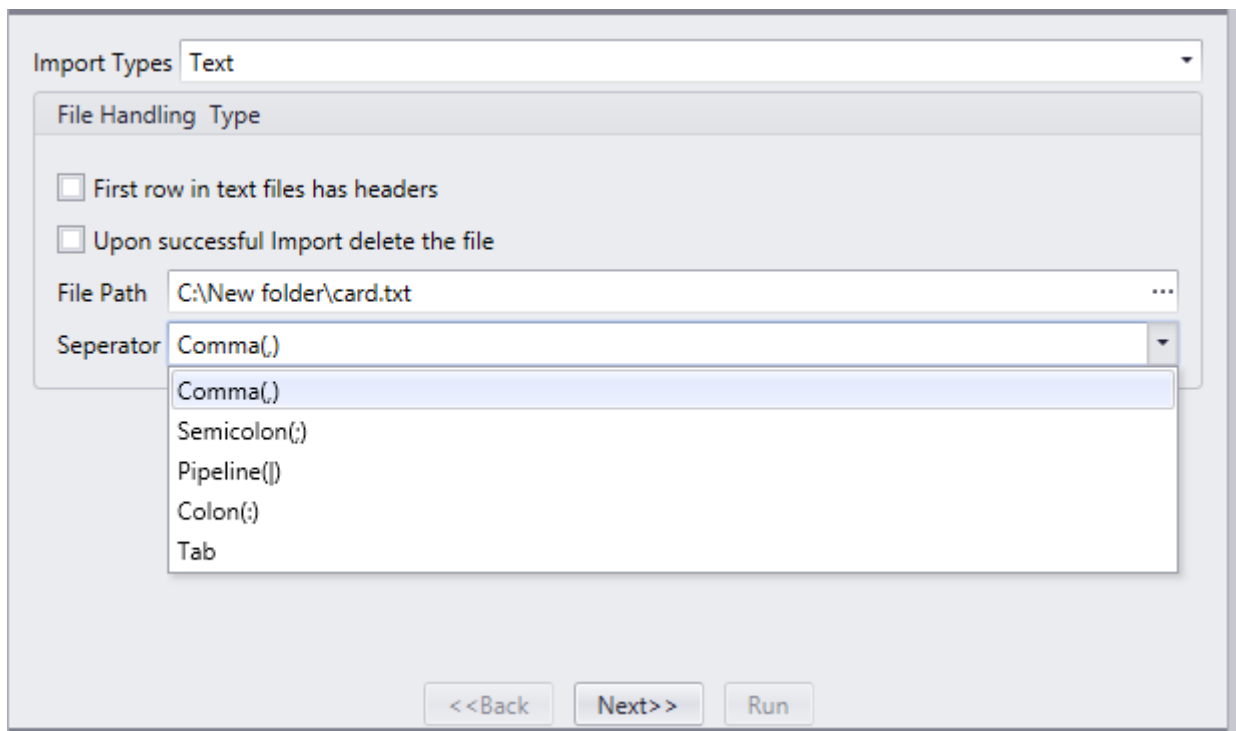 Import Types Text
File Handling Type
First row in text files has headers
Upon successful Import delete the file
File Path C:\New folder\card.txt ...
Seperator Comma(,)
Comma(,)
Semicolon(;)
Pipeline(|)
Colon(:)
Tab
<<Back Next>> Run